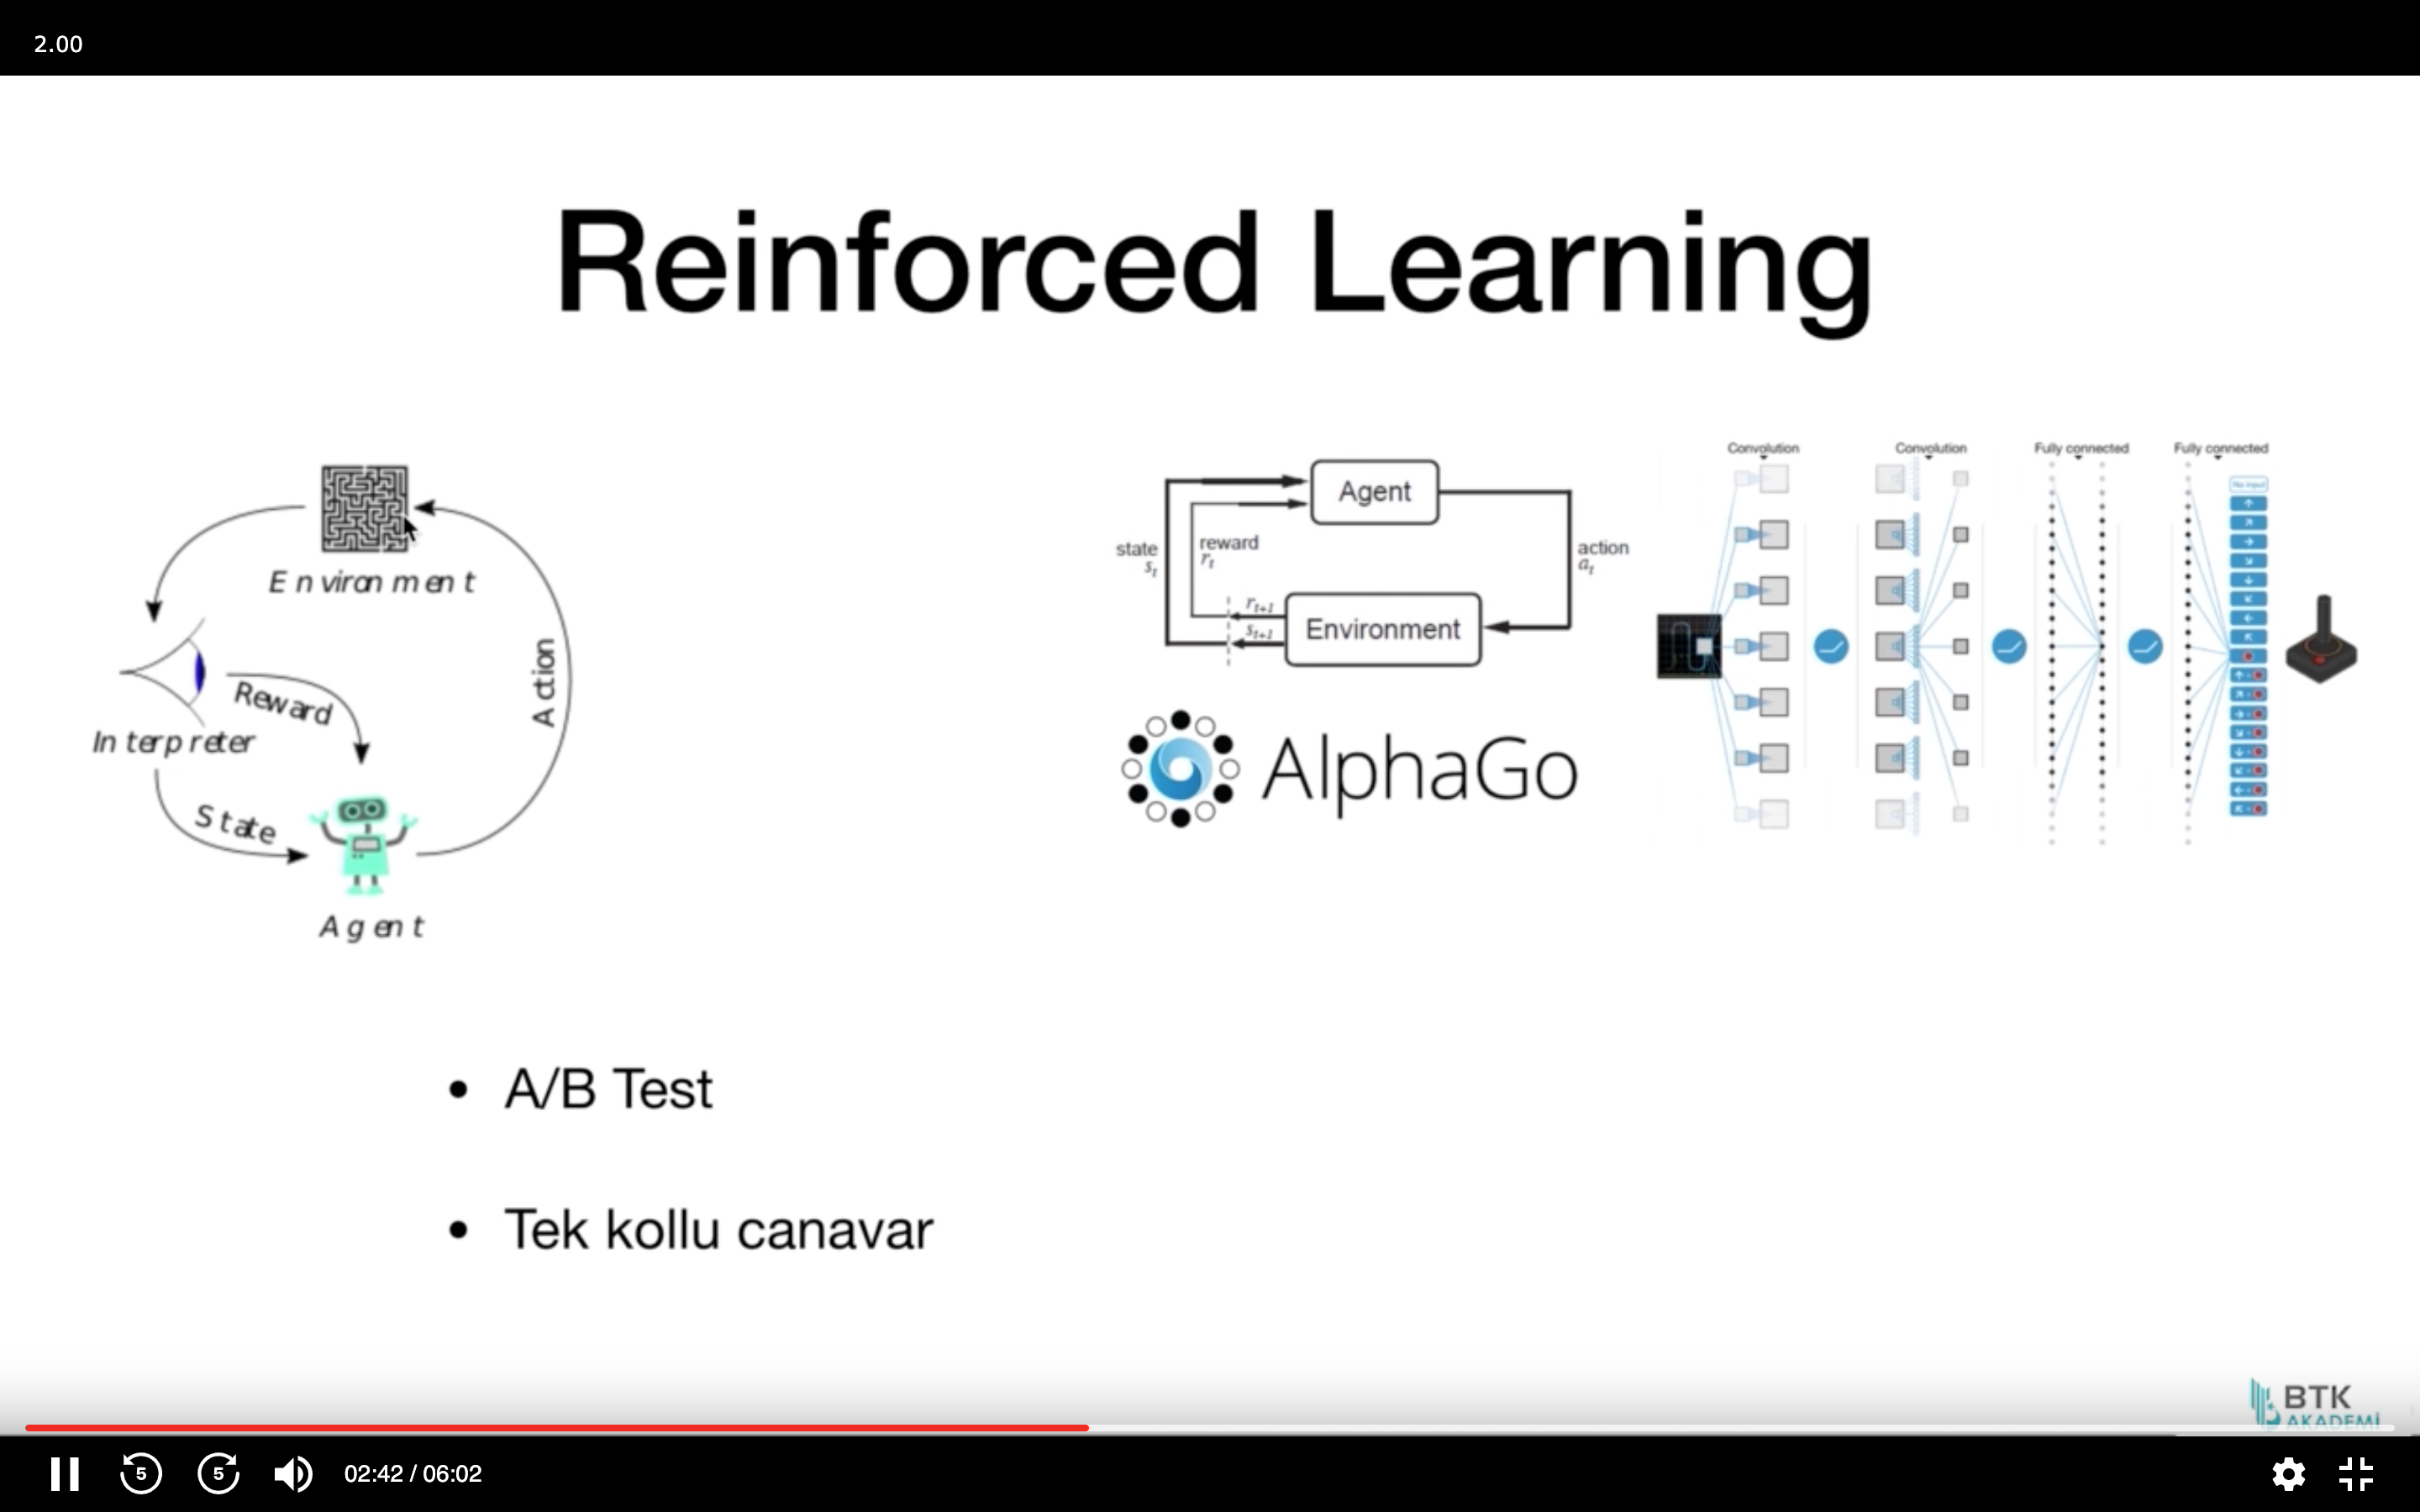 2.00
Reinforced Learning
Environment
Interpreter
Reward
State
Action
Agent
Agent
state
s_t
reward
r_t
action
a_t
r_{t+1}
s_{t+1}
Environment
AlphaGo
Convolution
Convolution
Fully connected
Fully connected
No input
• A/B Test
• Tek kollu canavar
BTK
AKADEMİ
5
5
02:42 / 06:02